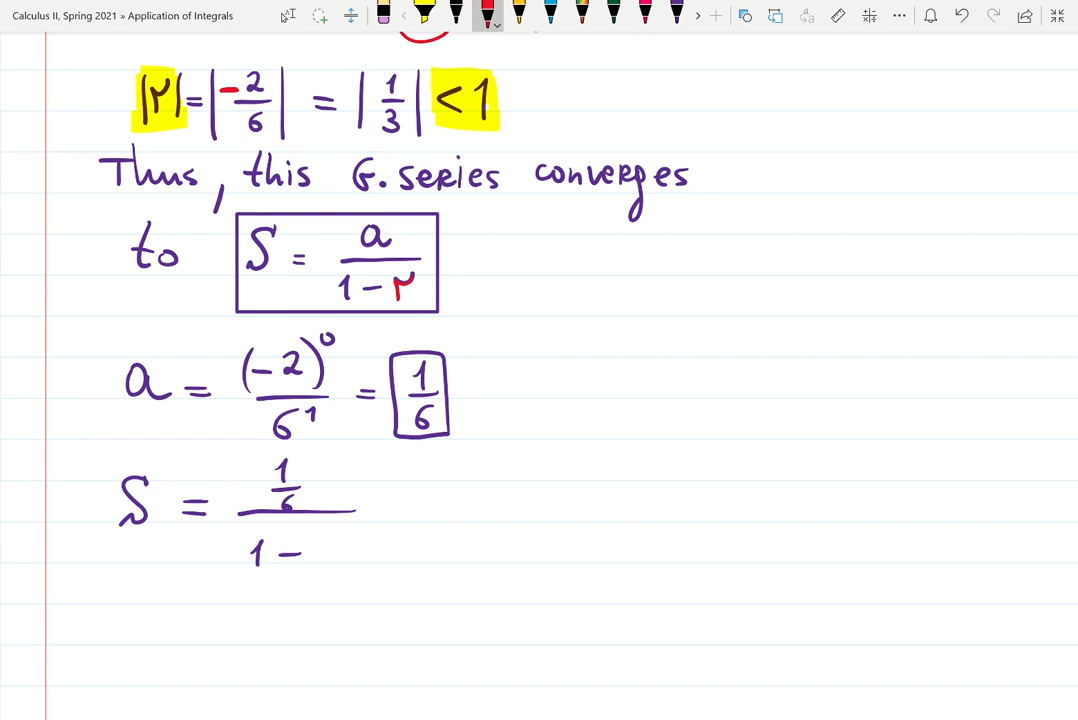 Calculus II, Spring 2021 » Application of Integrals
|r| = |-2/6| = |1/3| < 1
Thus, this G. series converges
to S = a/(1 - r)
a = (-2)^0/6^1 = 1/6
S = (1/6)/(1 -